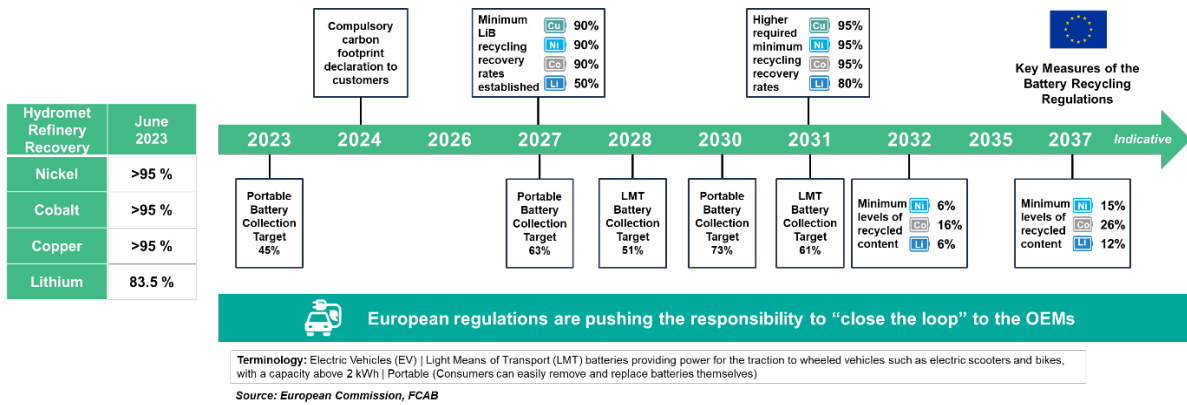 Compulsory
carbon
footprint
declaration to
customers
Minimum
LiB
recycling
recovery
rates
established
Cu 90%
Ni 90%
Co 90%
Li 50%
Higher
required
minimum
recycling
recovery
rates
Cu 95%
Ni 95%
Co 95%
Li 80%
Key Measures of the
Battery Recycling
Regulations
Hydromet
Refinery
Recovery
June
2023
Nickel >95 %
Cobalt >95 %
Copper >95 %
Lithium 83.5 %
2023 2024 2026 2027 2028 2030 2031 2032 2035 2037 Indicative
Portable
Battery
Collection
Target
45%
Portable
Battery
Collection
Target
63%
LMT
Battery
Collection
Target
51%
Portable
Battery
Collection
Target
73%
LMT
Battery
Collection
Target
61%
Minimum
levels of
recycled
content
Ni 6%
Co 16%
Li 6%
Minimum
levels of
recycled
content
Ni 15%
Co 26%
Li 12%
European regulations are pushing the responsibility to “close the loop” to the OEMs
Terminology: Electric Vehicles (EV) | Light Means of Transport (LMT) batteries providing power for the traction to wheeled vehicles such as electric scooters and bikes,
with a capacity above 2 kWh | Portable (Consumers can easily remove and replace batteries themselves)
Source: European Commission, FCAB